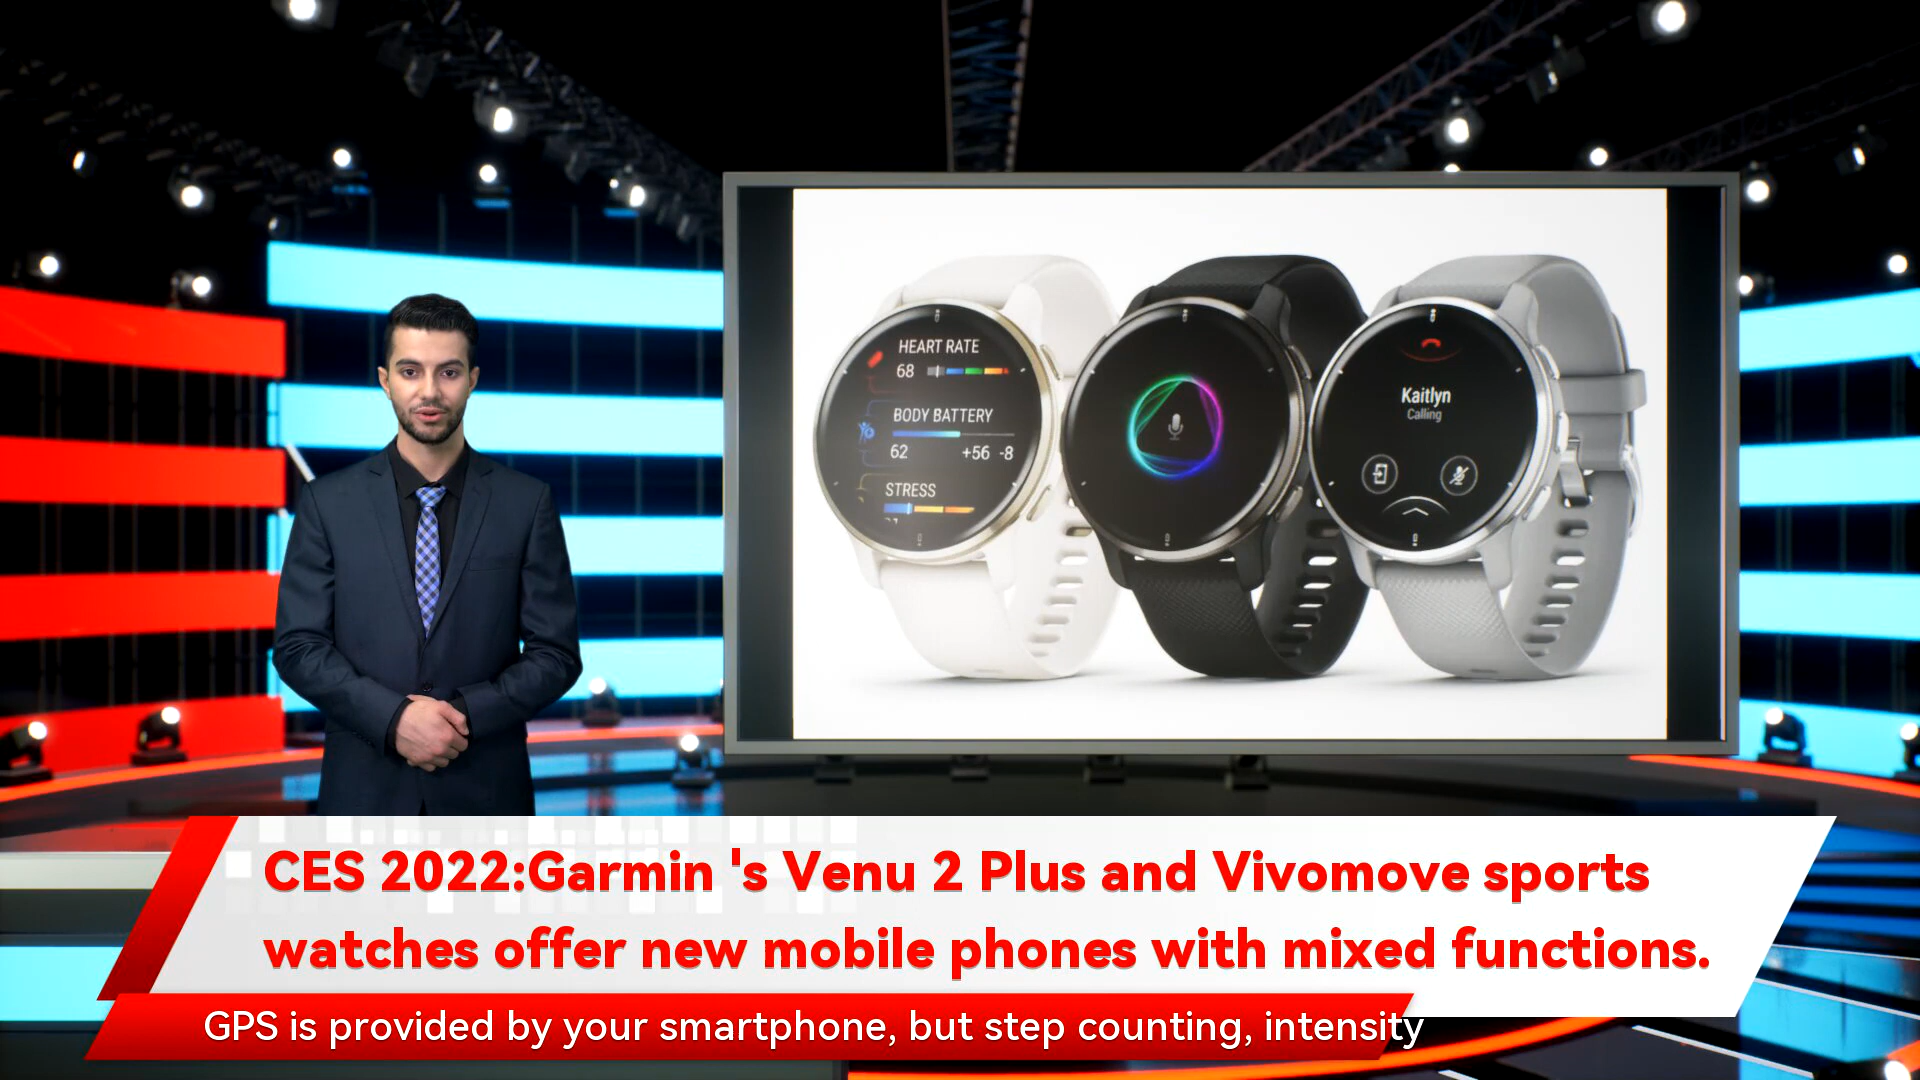 HEART RATE
68
BODY BATTERY
62 +56 -8
STRESS
Kaitlyn
Calling
CES 2022:Garmin 's Venu 2 Plus and Vivomove sports
watches offer new mobile phones with mixed functions.
GPS is provided by your smartphone, but step counting, intensity